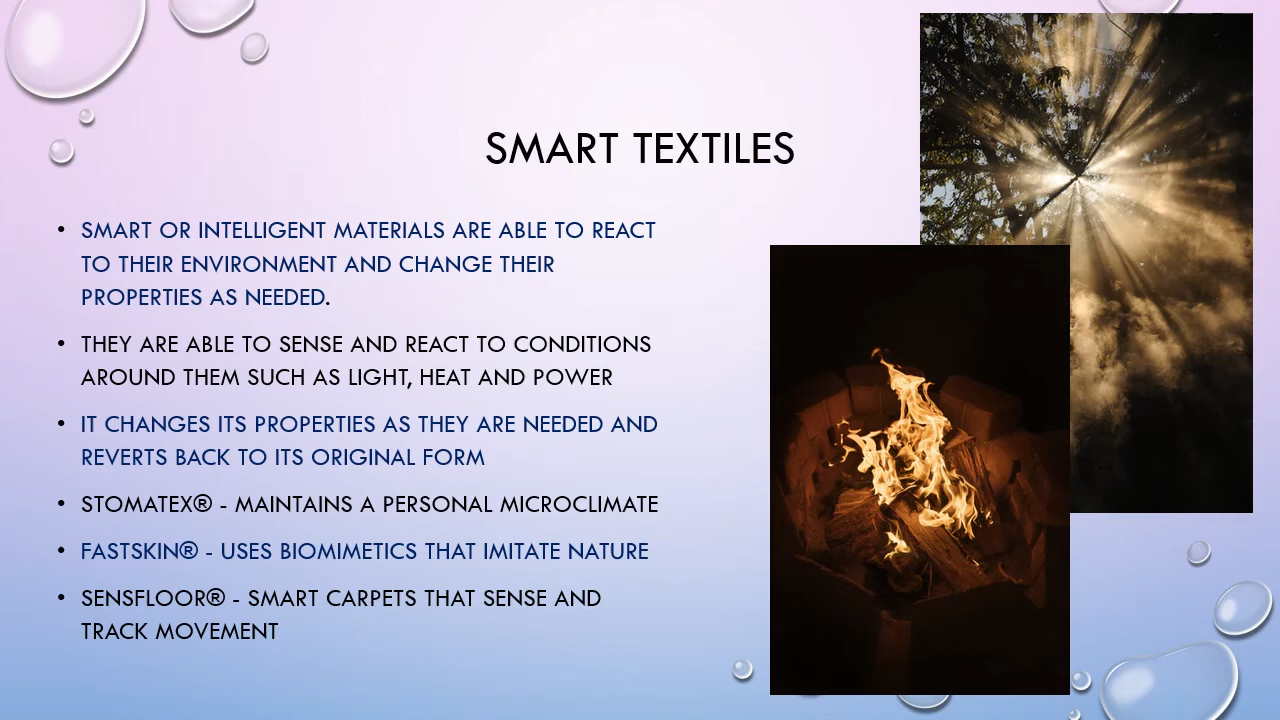 SMART TEXTILES
• SMART OR INTELLIGENT MATERIALS ARE ABLE TO REACT
TO THEIR ENVIRONMENT AND CHANGE THEIR
PROPERTIES AS NEEDED.
• THEY ARE ABLE TO SENSE AND REACT TO CONDITIONS
AROUND THEM SUCH AS LIGHT, HEAT AND POWER
• IT CHANGES ITS PROPERTIES AS THEY ARE NEEDED AND
REVERTS BACK TO ITS ORIGINAL FORM
• STOMATEX® - MAINTAINS A PERSONAL MICROCLIMATE
• FASTSKIN® - USES BIOMIMETICS THAT IMITATE NATURE
• SENSFLOOR® - SMART CARPETS THAT SENSE AND
TRACK MOVEMENT